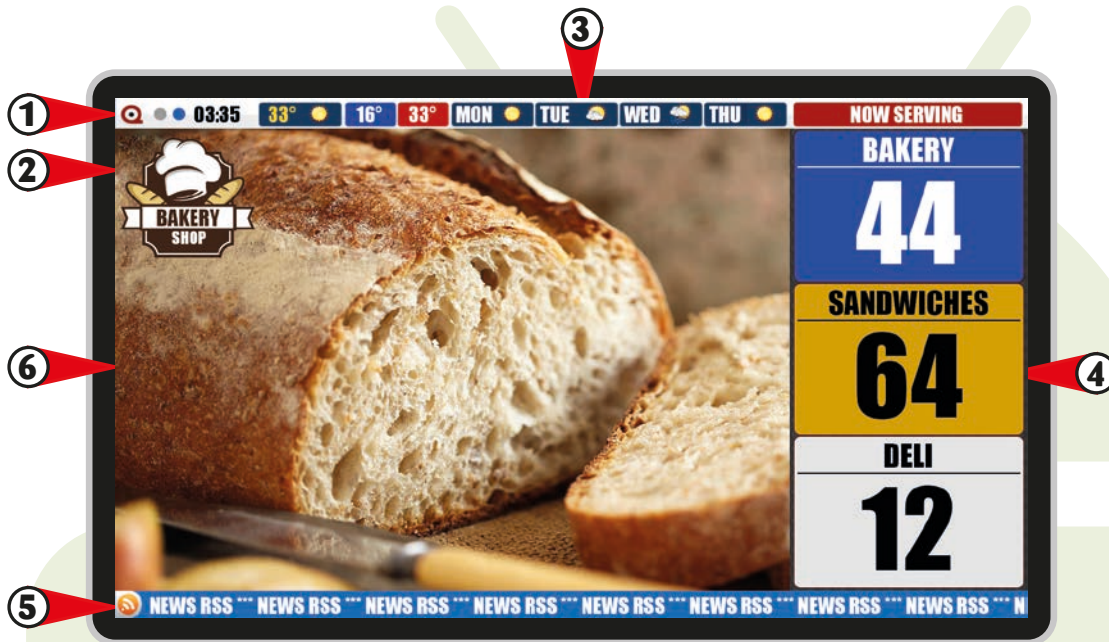 3
1
03:35 33° 16° 33° MON TUE WED THU NOW SERVING
2
BAKERY
SHOP
BAKERY
44
SANDWICHES
64
6
4
DELI
12
5
NEWS RSS *** NEWS RSS *** NEWS RSS *** NEWS RSS *** NEWS RSS *** NEWS RSS *** NEWS RSS *** NEWS RSS *** N